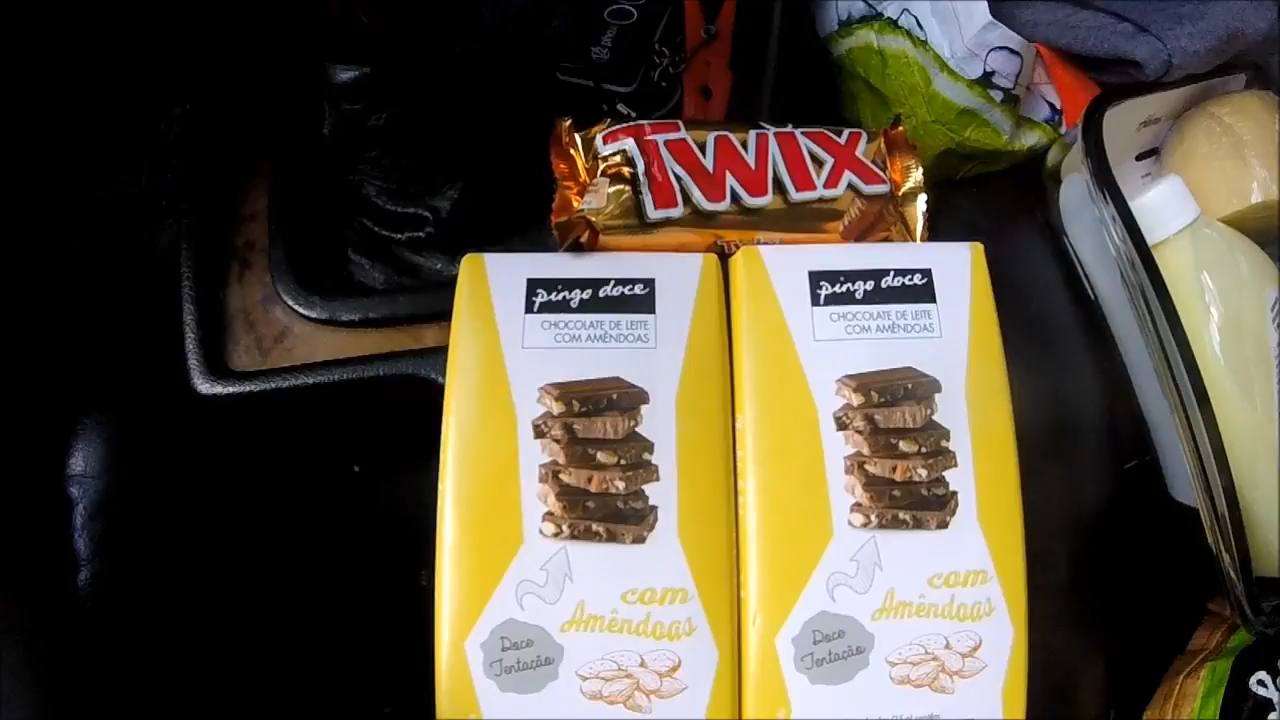 TWIX
pingo doce
CHOCOLATE DE LEITE
COM AMÊNDOAS
com
Amêndoas
Doce
Tentação
pingo doce
CHOCOLATE DE LEITE
COM AMÊNDOAS
com
Amêndoas
Doce
Tentação